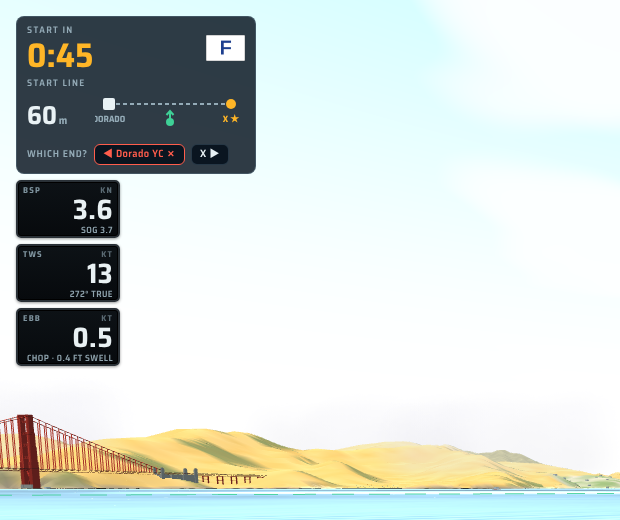 START IN
0:45
F
START LINE
60 m
DORADO
X ★
WHICH END?
◀ Dorado YC ×
X ▶
BSP KN
3.6
SOG 3.7
TWS KT
13
272° TRUE
EBB KT
0.5
CHOP · 0.4 FT SWELL